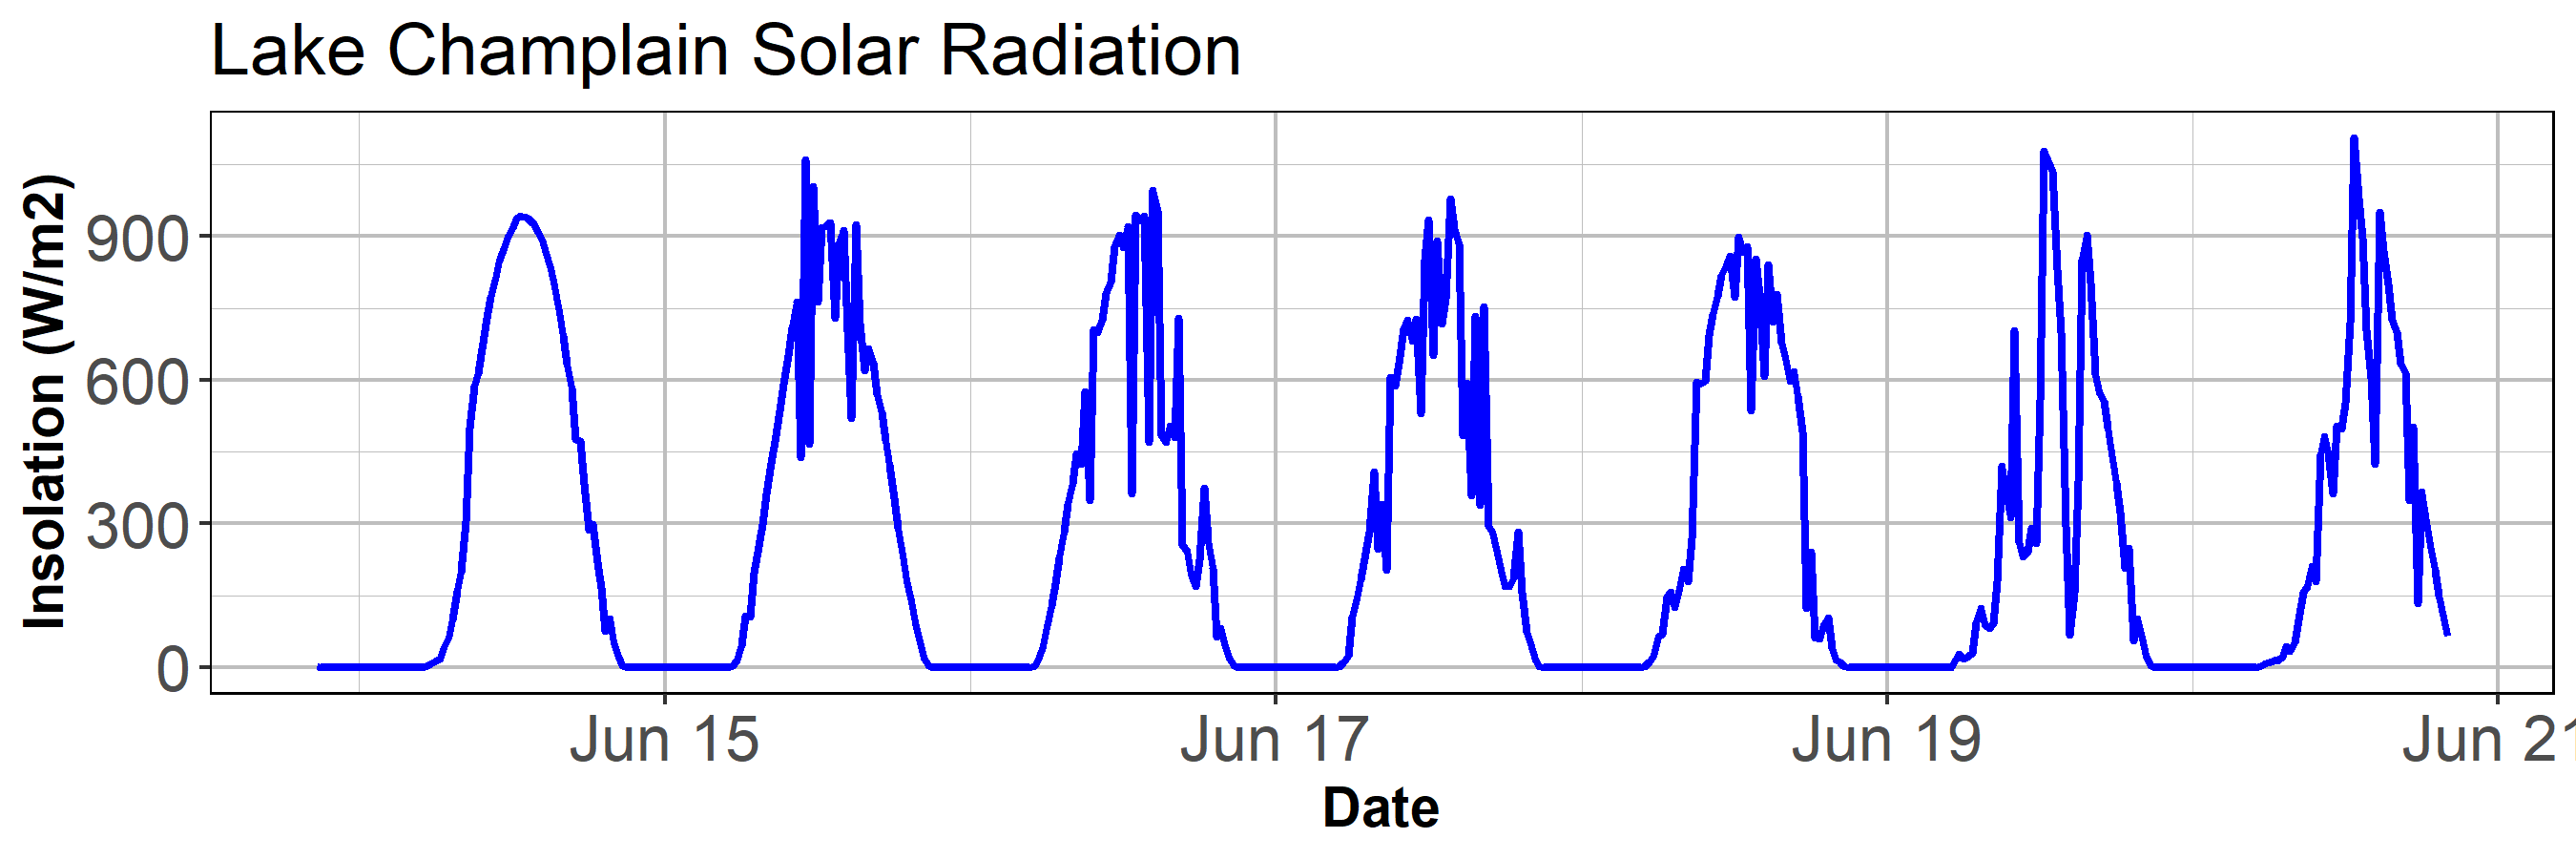 Lake Champlain Solar Radiation
Insolation (W/m2)
900
600
300
0
Jun 15
Jun 17
Jun 19
Jun 21
Date